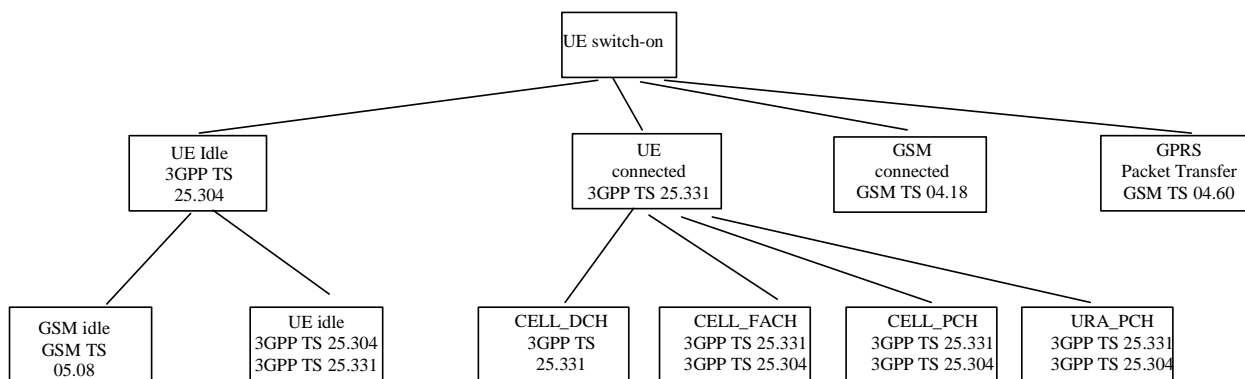 UE switch-on
UE Idle
3GPP TS
25.304
UE
connected
3GPP TS 25.331
GSM
connected
GSM TS 04.18
GPRS
Packet Transfer
GSM TS 04.60
GSM idle
GSM TS
05.08
UE idle
3GPP TS 25.304
3GPP TS 25.331
CELL_DCH
3GPP TS
25.331
CELL_FACH
3GPP TS 25.331
3GPP TS 25.304
CELL_PCH
3GPP TS 25.331
3GPP TS 25.304
URA_PCH
3GPP TS 25.331
3GPP TS 25.304